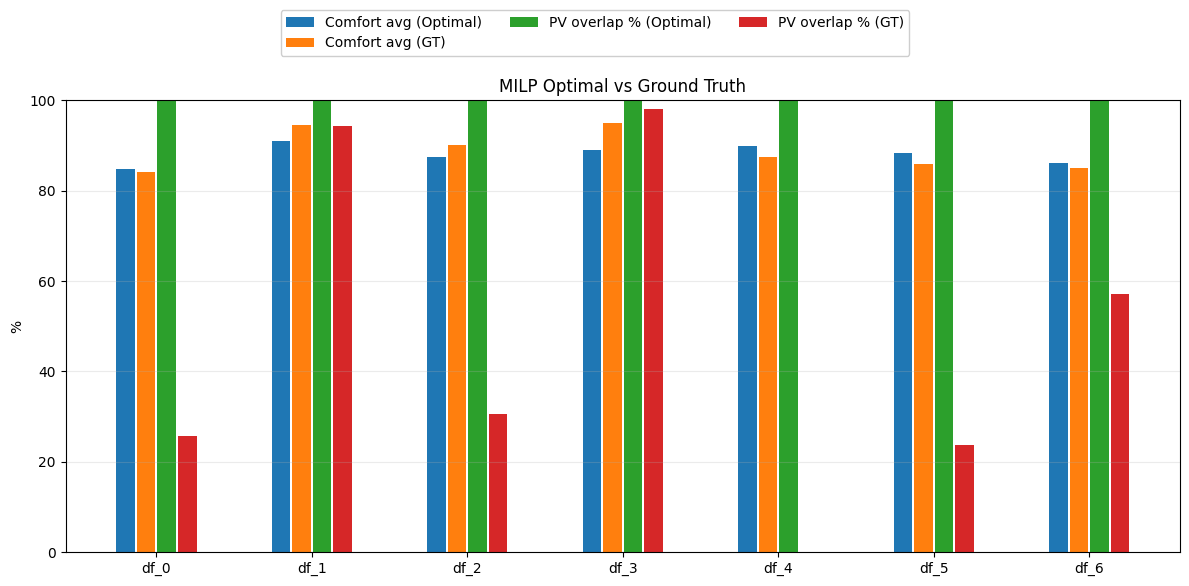 Comfort avg (Optimal) PV overlap % (Optimal) PV overlap % (GT)
Comfort avg (GT)
MILP Optimal vs Ground Truth
100
80
60
40
20
0
%
df_0 df_1 df_2 df_3 df_4 df_5 df_6